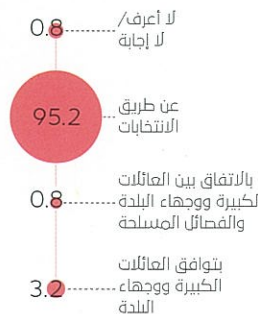 لا أعرف/
لا إجابة
0.8
عن طريق
الانتخابات
95.2
بالاتفاق بين العائلات
الكبيرة ووجهاء البلدة
والفصائل المسلحة
0.8
بتوافق العائلات
الكبيرة ووجهاء
البلدة
3.2